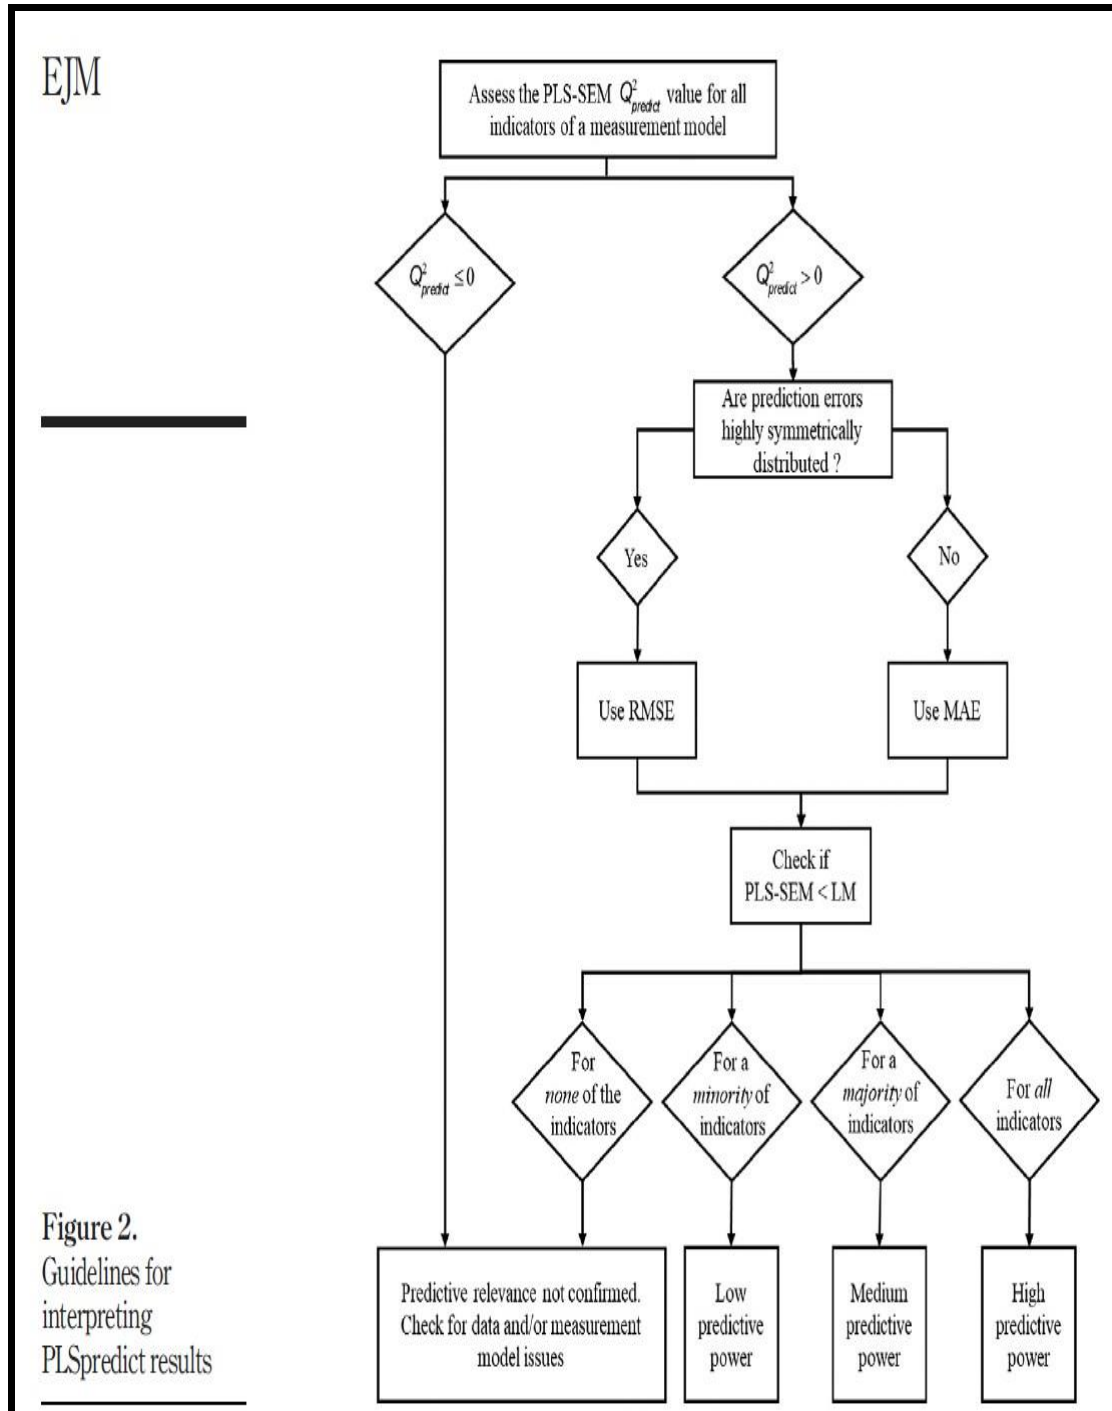 EJM
Assess the PLS-SEM Q²predict value for all
indicators of a measurement model
Q²predict ≤ 0
Q²predict > 0
Are prediction errors
highly symmetrically
distributed ?
Yes
No
Use RMSE
Use MAE
Check if
PLS-SEM < LM
For
none of the
indicators
For a
minority of
indicators
For a
majority of
indicators
For all
indicators
Predictive relevance not confirmed.
Check for data and/or measurement
model issues
Low
predictive
power
Medium
predictive
power
High
predictive
power
Figure 2.
Guidelines for
interpreting
PLSpredict results